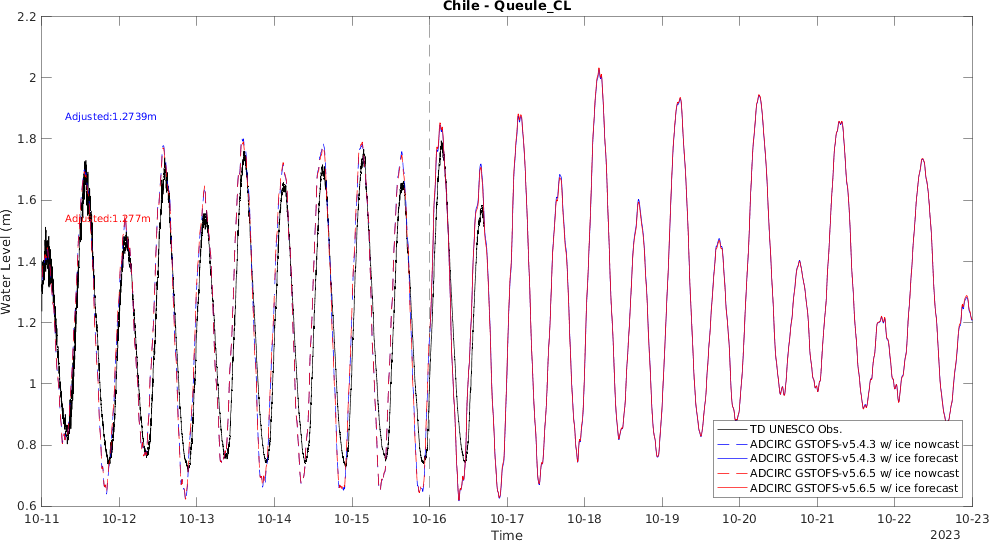 Chile - Queule_CL
2.2
2
1.8
1.6
1.4
1.2
1
0.8
0.6
Water Level (m)
Adjusted:1.2739m
Adjusted:1.277m
TD UNESCO Obs.
ADCIRC GSTOFS-v5.4.3 w/ ice nowcast
ADCIRC GSTOFS-v5.4.3 w/ ice forecast
ADCIRC GSTOFS-v5.6.5 w/ ice nowcast
ADCIRC GSTOFS-v5.6.5 w/ ice forecast
10-11 10-12 10-13 10-14 10-15 10-16 10-17 10-18 10-19 10-20 10-21 10-22 10-23
Time
2023